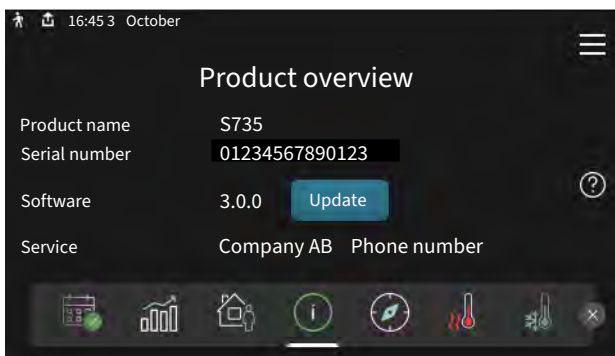 16:45 3 October
Product overview
Product name S735
Serial number 01234567890123
Software 3.0.0 Update
Service Company AB Phone number
i